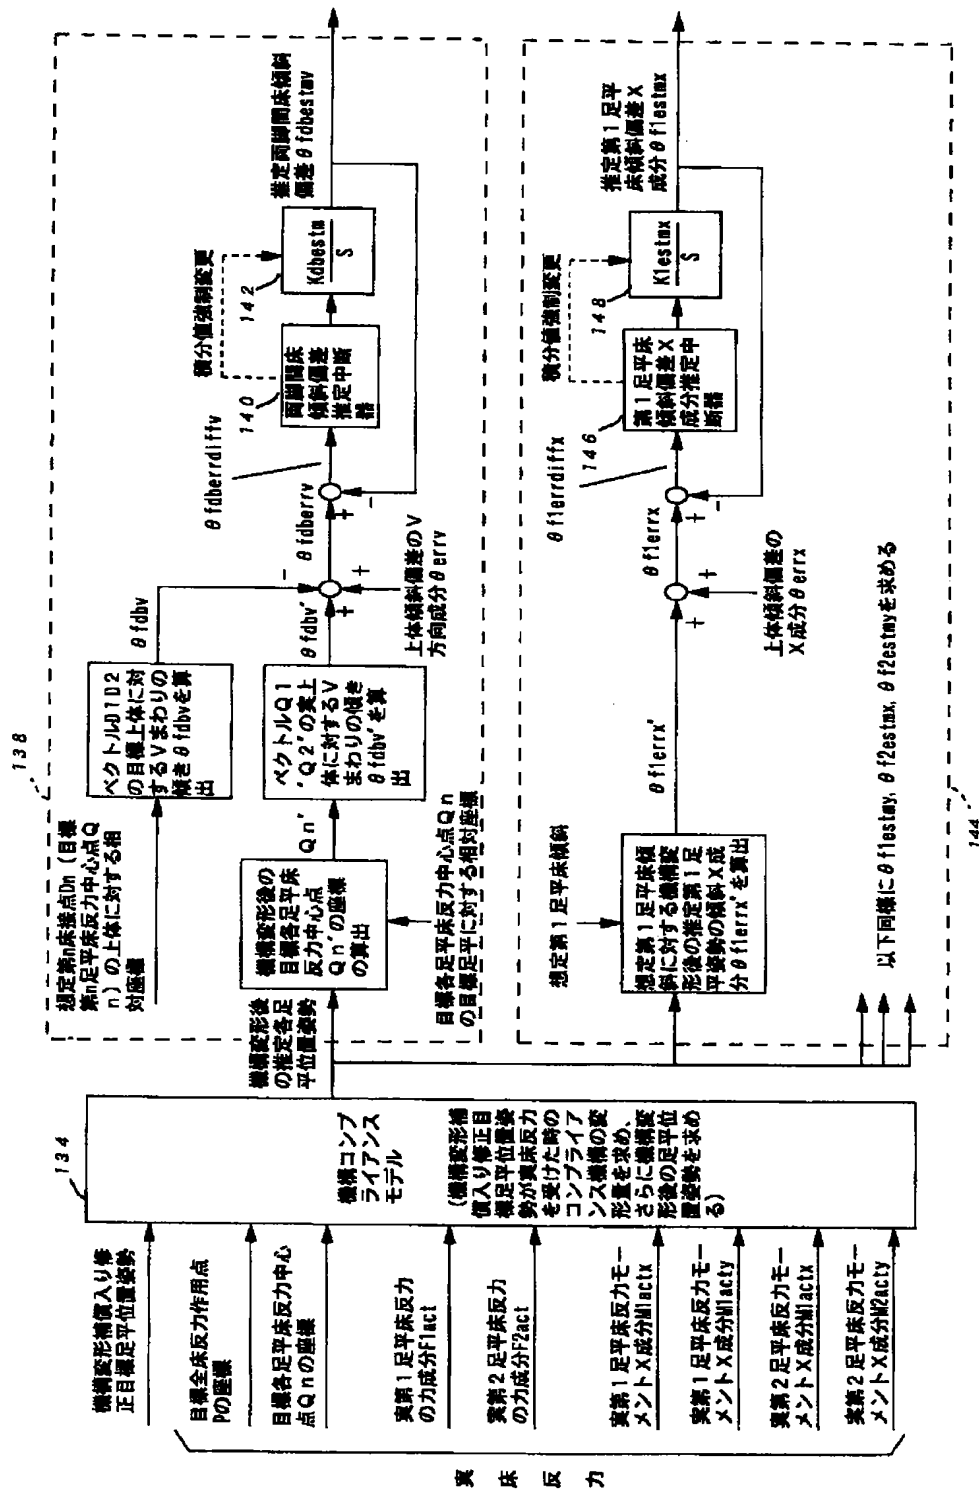 実床反力
機構変形補償入り修
正目標足平位置姿勢
目標全床反力作用点
Pの座標
目標各足平床反力中心
点Qnの座標
実第1足平床反力
の力成分F1act
実第2足平床反力
の力成分F2act
実第1足平床反力モー
メントX成分M1actx
実第1足平床反力モー
メントX成分M1acty
実第2足平床反力モー
メントX成分M1actx
実第2足平床反力モー
メントX成分M2acty
134
機構コンプ
ライアンス
モデル
(機構変形補
償入り修正目
標足平位置姿
勢が実床反力
を受けた時の
コンプライア
ンス機構の変
形量を求め、
さらに機構変
形後の足平位
置姿勢を求め
る)
138
想定第n床接点Dn(目標
第n足平床反力中心点Q
n)の上体に対する相
対座標
ベクトルD1D2
の目標上体に対
するVまわりの
傾きθfdbvを算
出
θfdbv
機構変形後
の推定各足
平位置姿勢
機構変形後の
目標各足平床
反力中心点
Qn'の座標
の算出
Qn'
目標各足平床反力中心点Qn
の目標足平に対する相対座標
ベクトルQ1
'Q2'の実上
体に対するV
まわりの傾き
θfdbv'を算
出
θfdbv'
-
+
+
上体傾斜偏差のV
方向成分θerrv
θfdberrv
+
-
θfdberrdiffv
140
両脚間床
傾斜偏差
推定中断
器
積分値強制変更
142
Kdbestm
S
推定両脚間床傾斜
偏差θfdbestmv
144
想定第1足平床傾斜
想定第1足平床傾
斜に対する機構変
形後の推定第1足
平姿勢の傾斜X成
分θf1errx'を算出
θf1errx'
+
+
上体傾斜偏差の
X成分θerrx
θf1errx
+
-
θf1errdiffx
146
第1足平床
傾斜偏差X
成分推定中
断器
積分値強制変更
148
K1estmx
S
推定第1足平
床傾斜偏差X
成分θf1estmx
以下同様にθf1estmy,θf2estmx,θf2estmyを求める